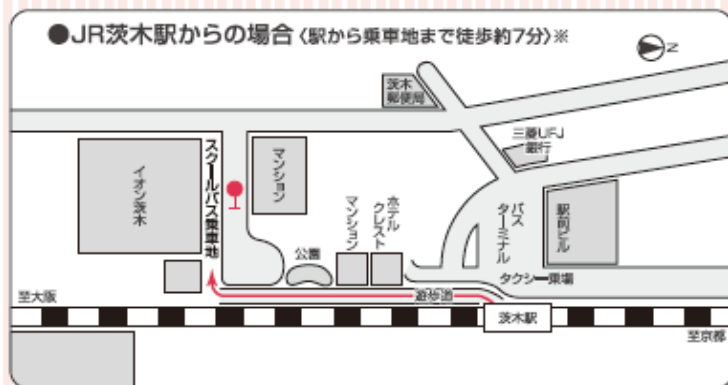 ●JR茨木駅からの場合〈駅から乗車地まで徒歩約7分〉※
N
茨木
郵便局
三菱UFJ
銀行
イオン茨木
スクールバス乗車地
マンション
マンション
ホテル
クレスト
バス
ターミナル
駅前ビル
公園
タクシー乗場
至大阪
遊歩道
茨木駅
至京都